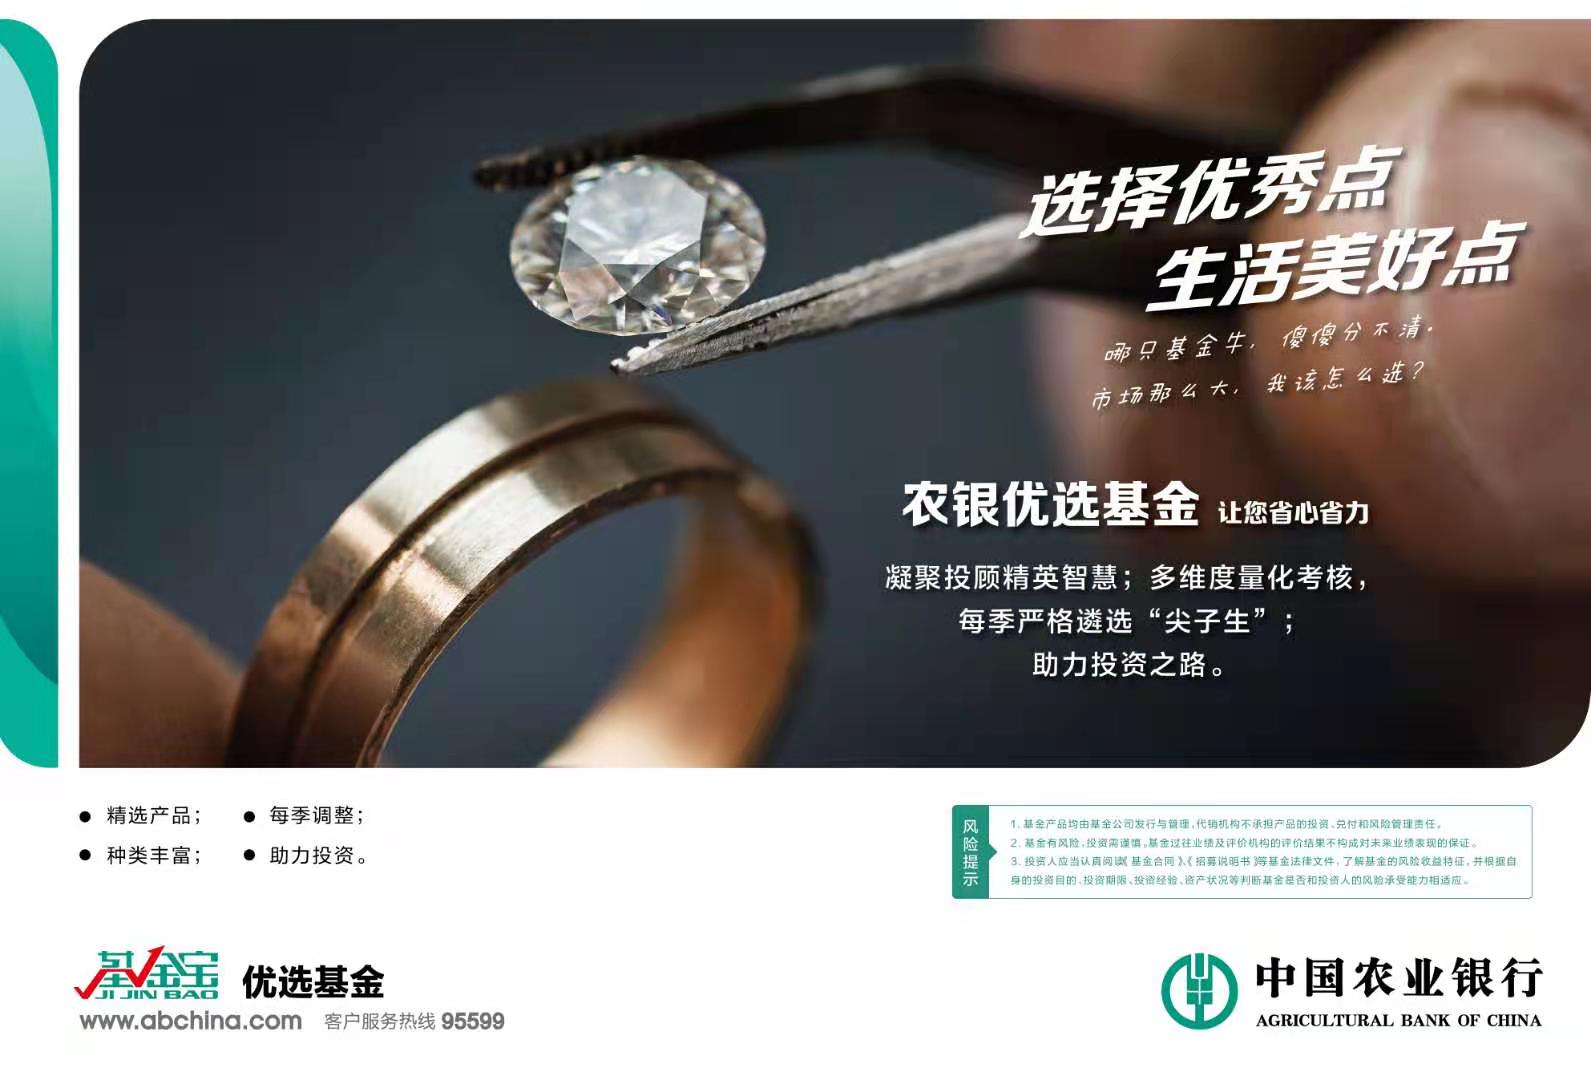 选择优秀点
生活美好点
哪只基金牛，傻傻分不清。
市场那么大，我该怎么选？
农银优选基金 让您省心省力
凝聚投顾精英智慧；多维度量化考核，
每季严格遴选“尖子生”；
助力投资之路。
● 精选产品； ● 每季调整；
● 种类丰富； ● 助力投资。
风险提示
1. 基金产品均由基金公司发行与管理，代销机构不承担产品的投资、兑付和风险管理责任。
2. 基金有风险，投资需谨慎。基金过往业绩及评价机构的评价结果不构成对未来业绩表现的保证。
3. 投资人应当认真阅读《基金合同》、《招募说明书》等基金法律文件，了解基金的风险收益特征，并根据自
身的投资目的、投资期限、投资经验、资产状况等判断基金是否和投资人的风险承受能力相适应。
基金宝 优选基金
JIJIN BAO
www.abchina.com 客户服务热线 95599
中国农业银行
AGRICULTURAL BANK OF CHINA